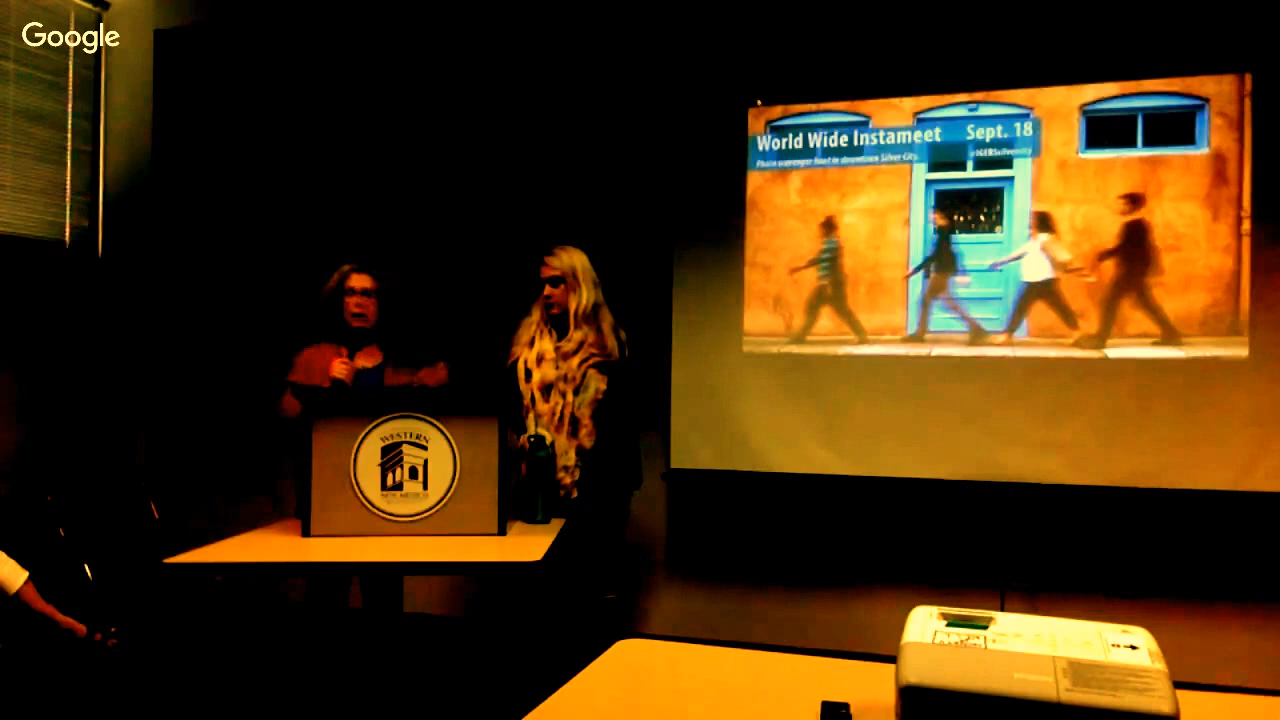 Google
World Wide Instameet Sept. 18
Photo scavenger hunt in downtown Silver City.
WESTERN
NEW MEXICO